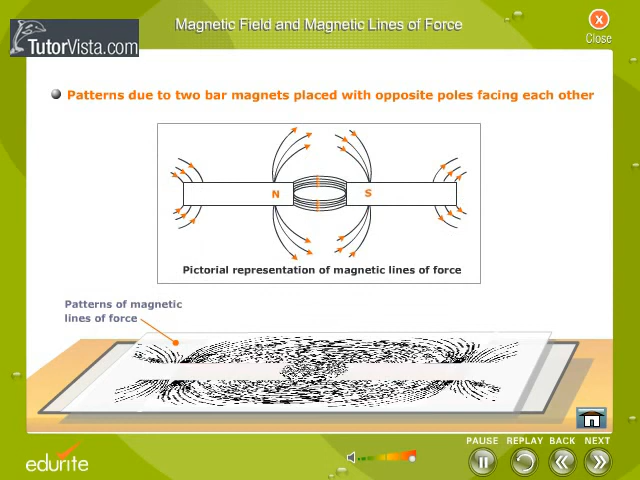 Magnetic Field and Magnetic Lines of Force
Close
TutorVista.com
Patterns due to two bar magnets placed with opposite poles facing each other
N
S
Pictorial representation of magnetic lines of force
Patterns of magnetic
lines of force
PAUSE REPLAY BACK NEXT
edurite